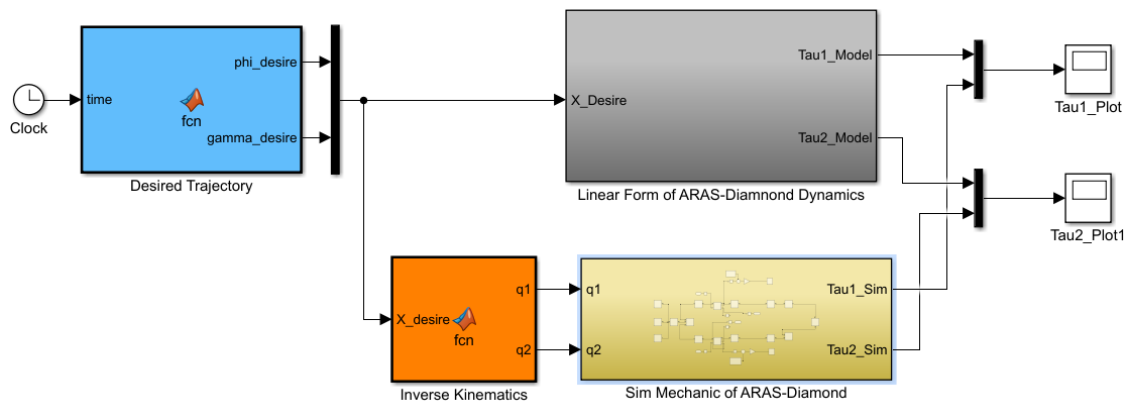 Clock
time
fcn
phi_desire
gamma_desire
Desired Trajectory
X_Desire
Tau1_Model
Tau2_Model
Linear Form of ARAS-Diamnond Dynamics
Tau1_Plot
Tau2_Plot1
X_desire
fcn
q1
q2
Inverse Kinematics
q1
q2
Tau1_Sim
Tau2_Sim
Sim Mechanic of ARAS-Diamond